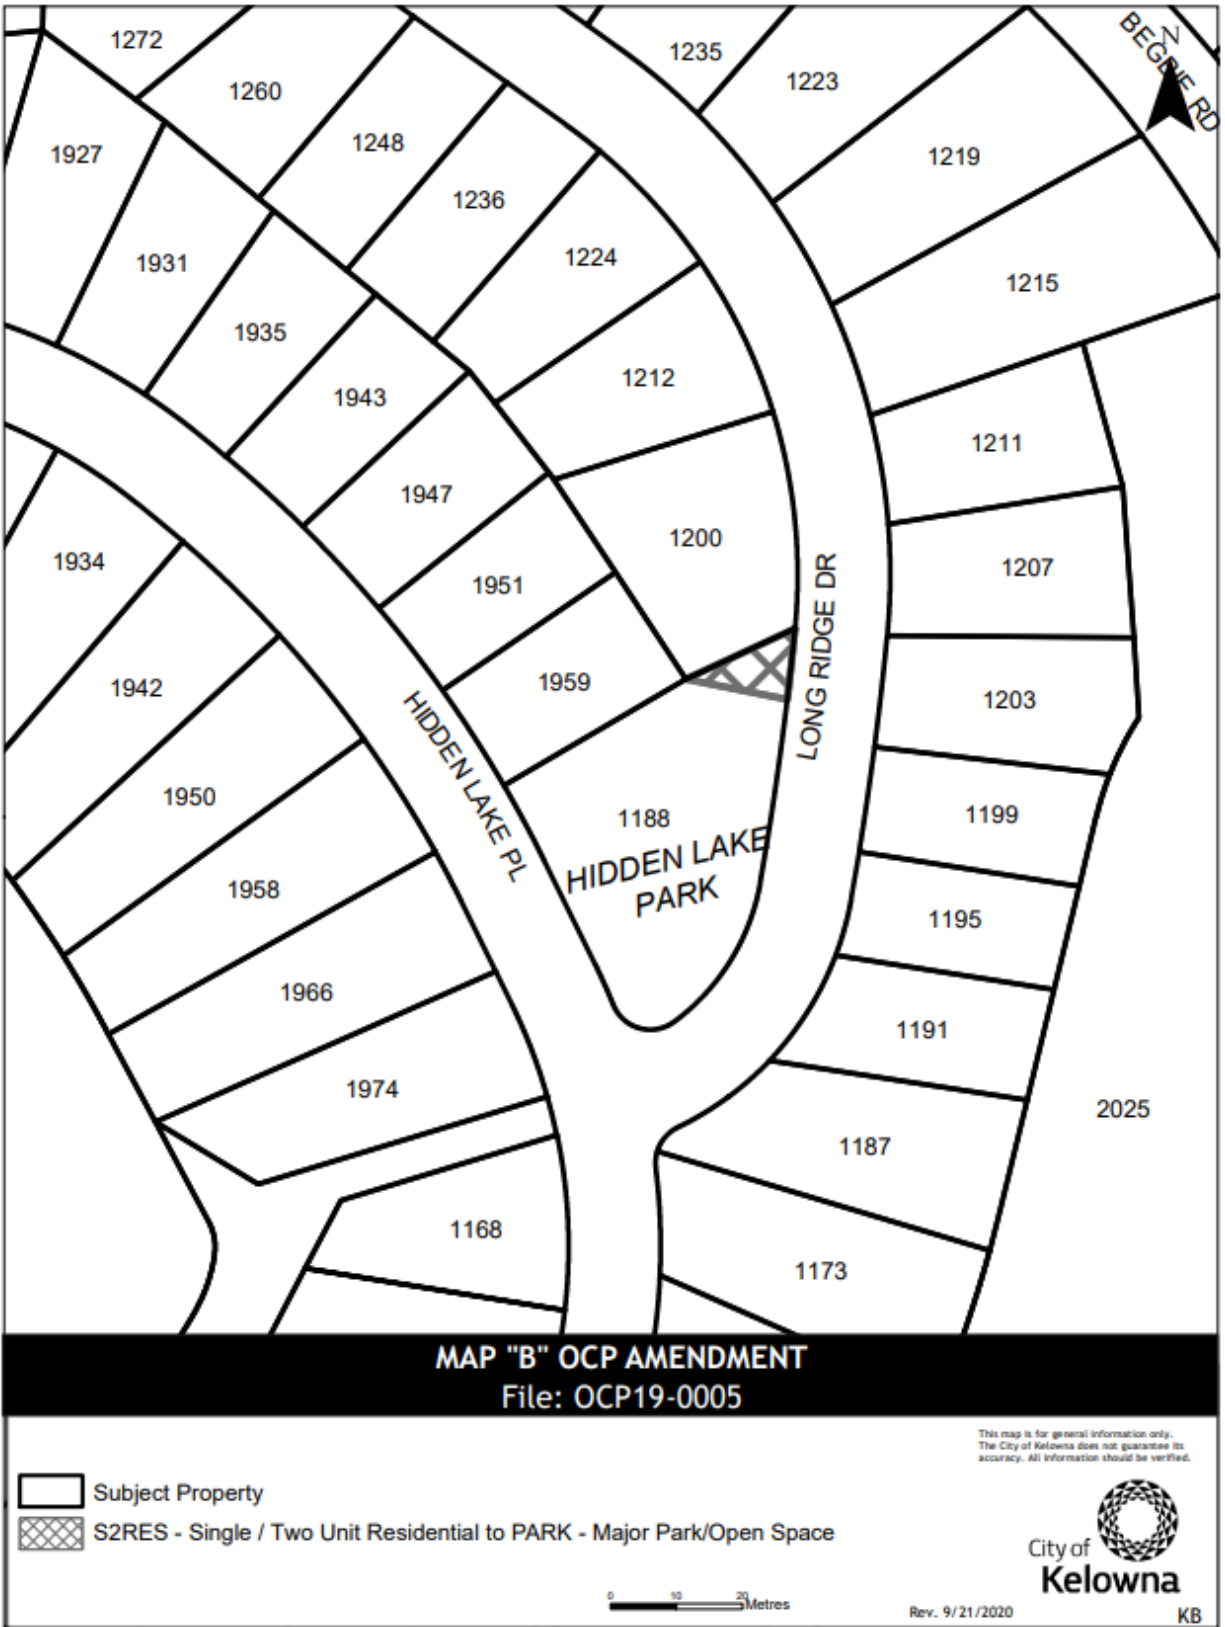 1272
1235
BEGBIE RD
N
1260
1223
1248
1219
1927
1236
1224
1931
1215
1935
1212
1943
1211
1947
1200
1934
1207
1951
LONG RIDGE DR
1959
1942
1203
HIDDEN LAKE PL
1950
1188
1199
HIDDEN LAKE
PARK
1958
1195
1966
1191
1974
2025
1187
1168
1173
MAP "B" OCP AMENDMENT
File: OCP19-0005
This map is for general information only.
The City of Kelowna does not guarantee its
accuracy. All information should be verified.
Subject Property
S2RES - Single / Two Unit Residential to PARK - Major Park/Open Space
City of
Kelowna
0 10 20
Metres
Rev. 9/21/2020
KB